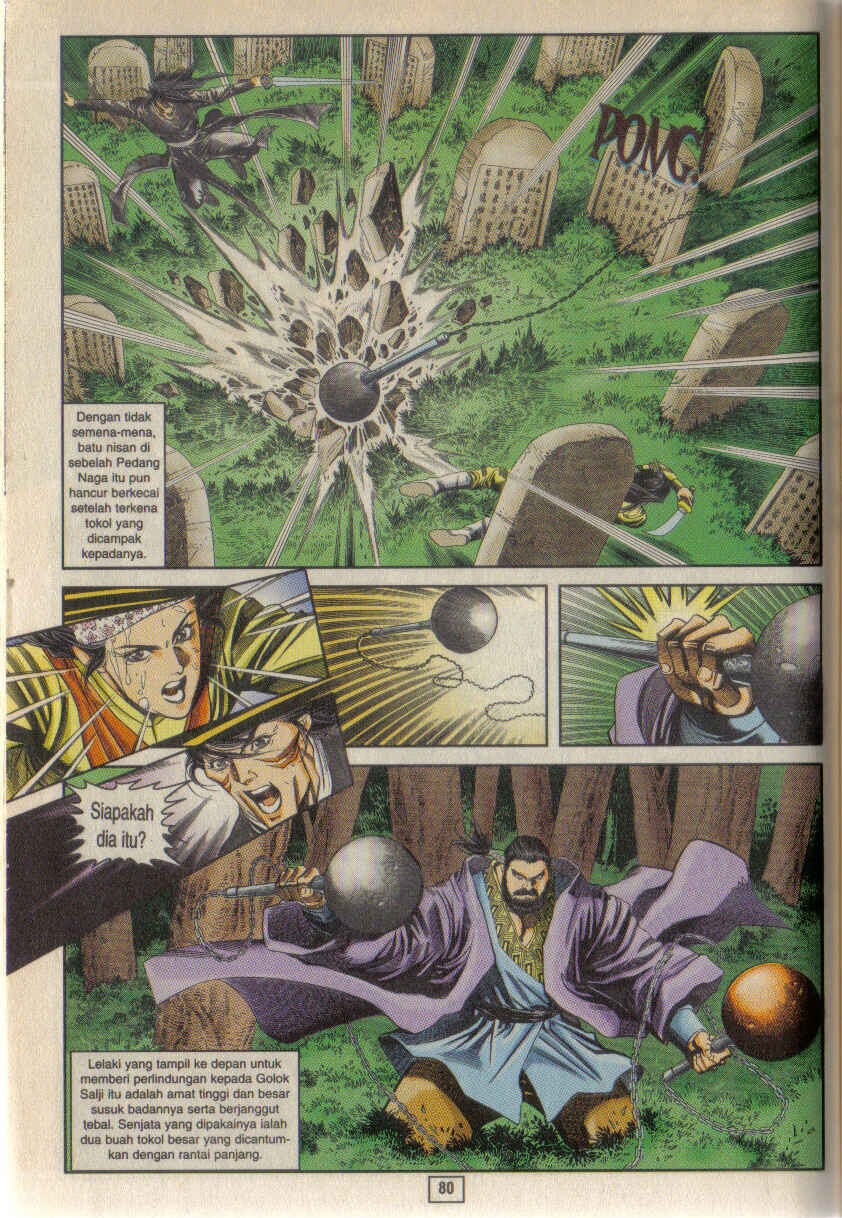 PONG!
Dengan tidak
semena-mena,
batu nisan di
sebelah Pedang
Naga itu pun
hancur berkecai
setelah terkena
tokol yang
dicampak
kepadanya.
Siapakah
dia itu?
Lelaki yang tampil ke depan untuk
memberi perlindungan kepada Golok
Salji itu adalah amat tinggi dan besar
susuk badannya serta berjanggut
tebal. Senjata yang dipakainya ialah
dua buah tokol besar yang dicantum-
kan dengan rantai panjang.
80